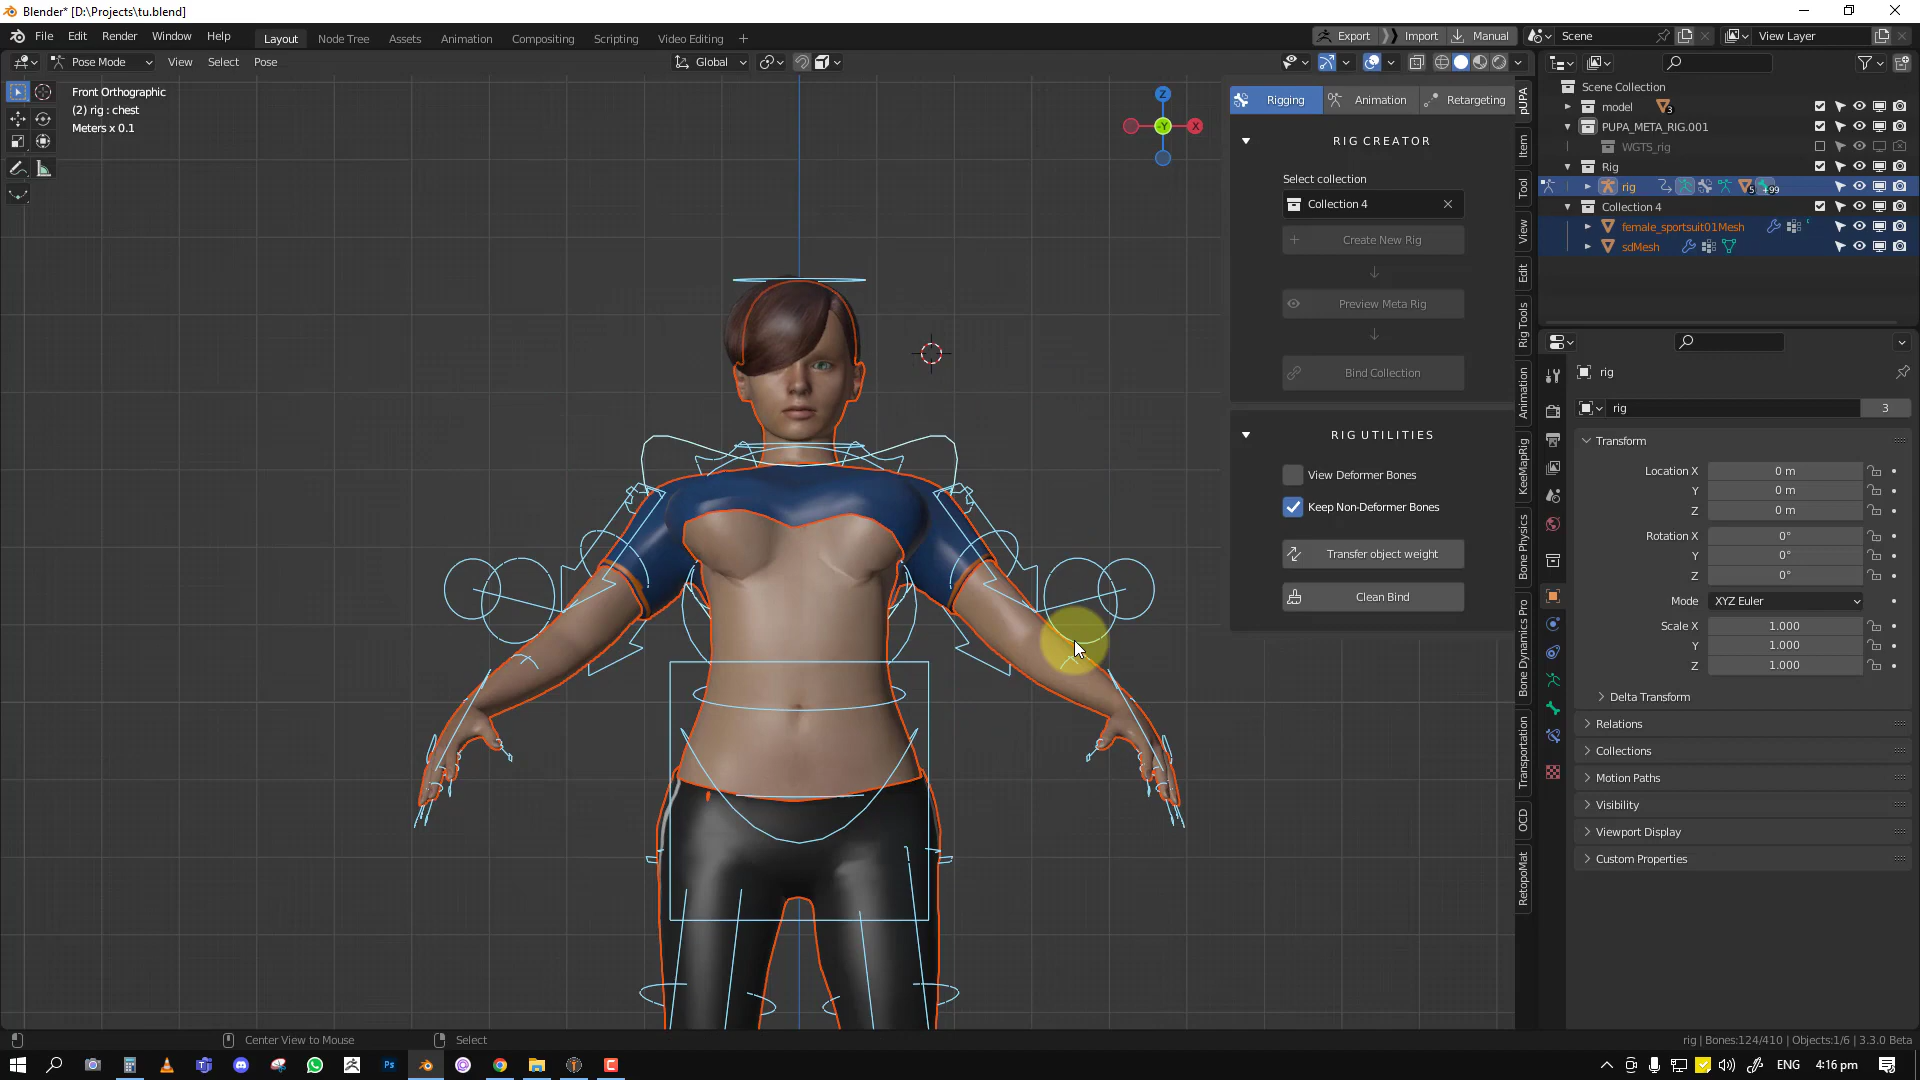 Blender* [D:\Projects\tu.blend]
File Edit Render Window Help
Layout Node Tree Assets Animation Compositing Scripting Video Editing +
Export Import Manual Scene View Layer
Pose Mode View Select Pose Global
Front Orthographic
(2) rig : chest
Meters x 0.1
Z
-Y
X
Rigging Animation Retargeting
RIG CREATOR
Select collection
Collection 4
Create New Rig
Preview Meta Rig
Bind Collection
RIG UTILITIES
View Deformer Bones
Keep Non-Deformer Bones
Transfer object weight
Clean Bind
pUPA
Item
Tool
View
Edit
Rig Tools
Animation
KeeMapRig
Bone Physics
Bone Dynamics Pro
Transportation
OCD
RetopoMat
Scene Collection
model 3
PUPA_META_RIG.001
WGTS_rig
Rig
rig 5 +99
Collection 4
female_sportsuit01Mesh
sdMesh
rig
rig 3
Transform
Location X 0 m
Y 0 m
Z 0 m
Rotation X 0°
Y 0°
Z 0°
Mode XYZ Euler
Scale X 1.000
Y 1.000
Z 1.000
Delta Transform
Relations
Collections
Motion Paths
Visibility
Viewport Display
Custom Properties
Center View to Mouse Select
rig | Bones:124/410 | Objects:1/6 | 3.3.0 Beta
Ps
ENG 4:16 pm